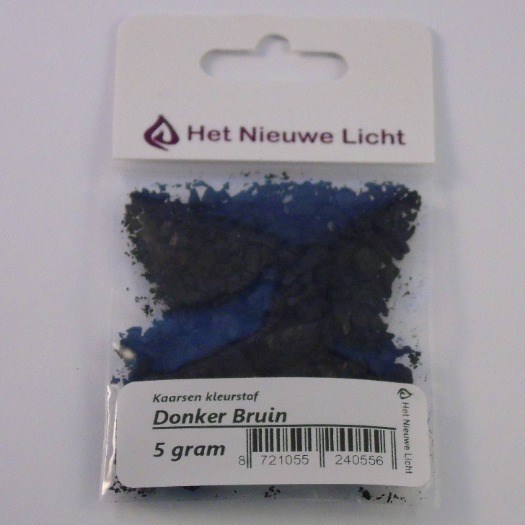 Het Nieuwe Licht
Kaarsen kleurstof
Donker Bruin
5 gram
8 721055 240556
Het Nieuwe Licht